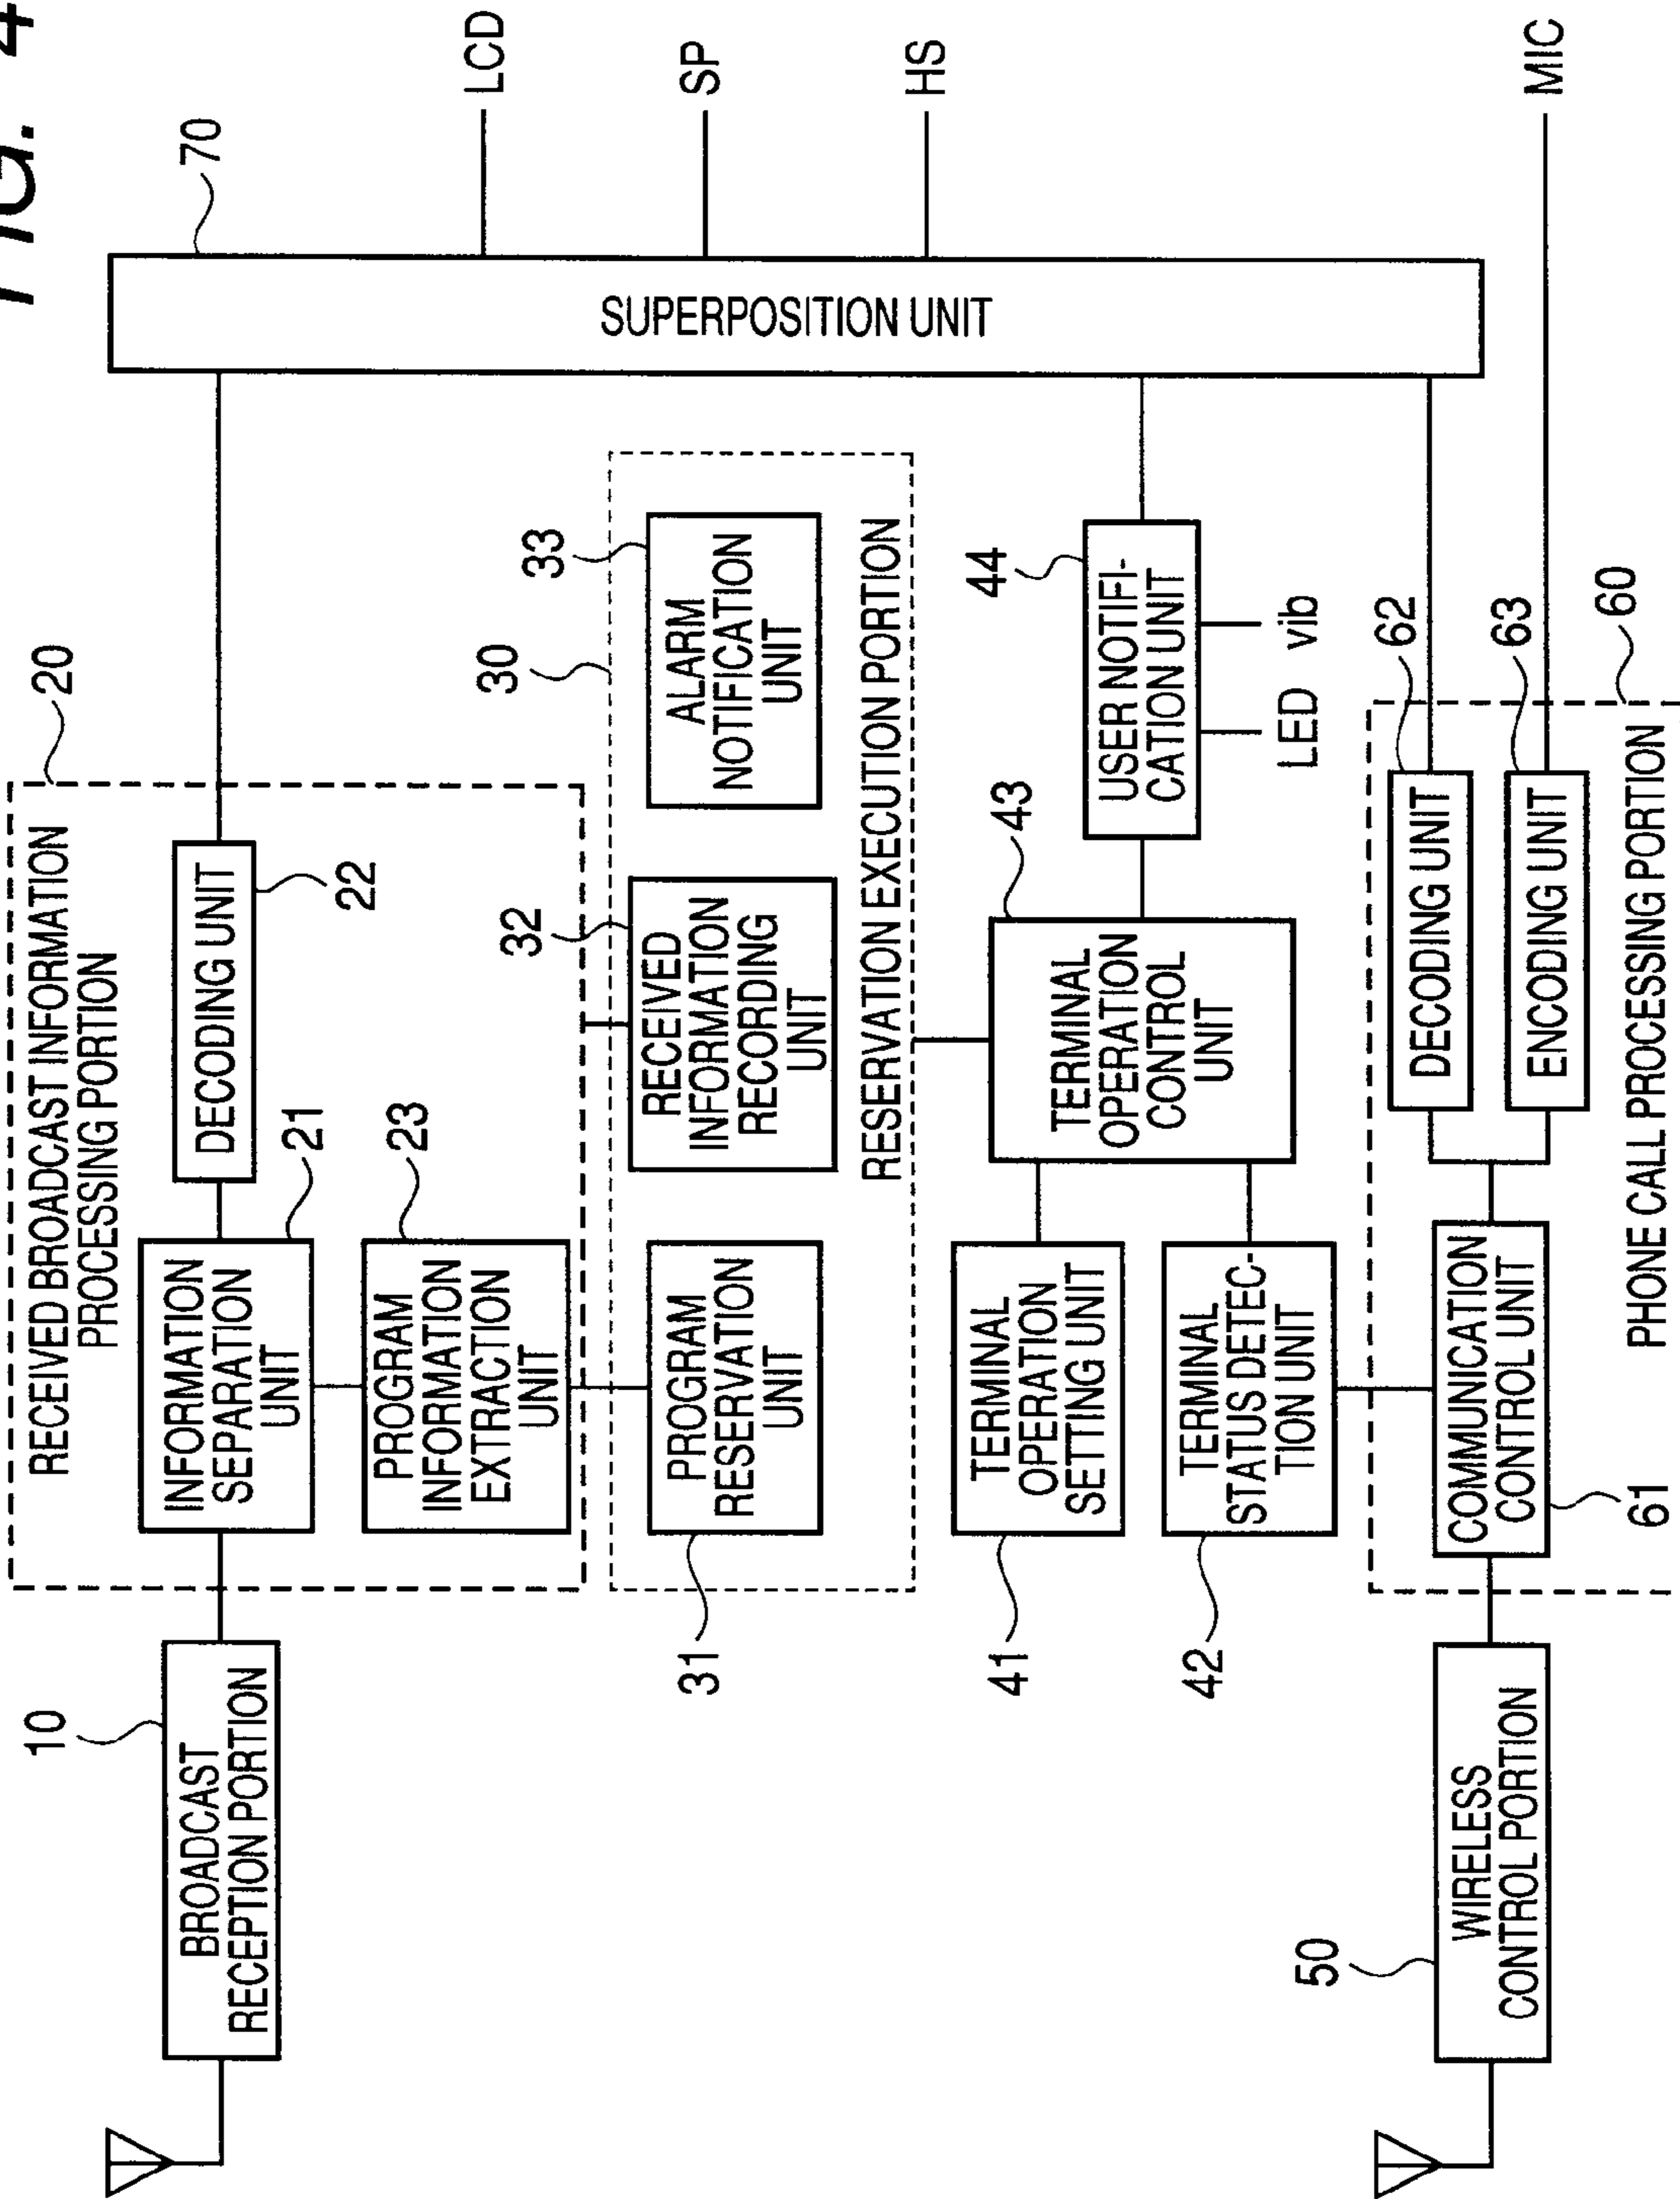 FIG. 4
RECEIVED BROADCAST INFORMATION
PROCESSING PORTION
20
10
BROADCAST
RECEPTION PORTION
INFORMATION
SEPARATION
UNIT
21
DECODING UNIT
22
PROGRAM
INFORMATION
EXTRACTION
UNIT
23
70
SUPERPOSITION UNIT
LCD
SP
HS
MIC
30
31
PROGRAM
RESERVATION
UNIT
32
RECEIVED
INFORMATION
RECORDING
UNIT
33
ALARM
NOTIFICATION
UNIT
RESERVATION EXECUTION PORTION
41
TERMINAL
OPERATION
SETTING UNIT
42
TERMINAL
STATUS DETEC-
TION UNIT
43
TERMINAL
OPERATION
CONTROL
UNIT
44
USER NOTIFI-
CATION UNIT
LED
vib
50
WIRELESS
CONTROL PORTION
COMMUNICATION
CONTROL UNIT
61
DECODING UNIT
62
ENCODING UNIT
63
60
PHONE CALL PROCESSING PORTION